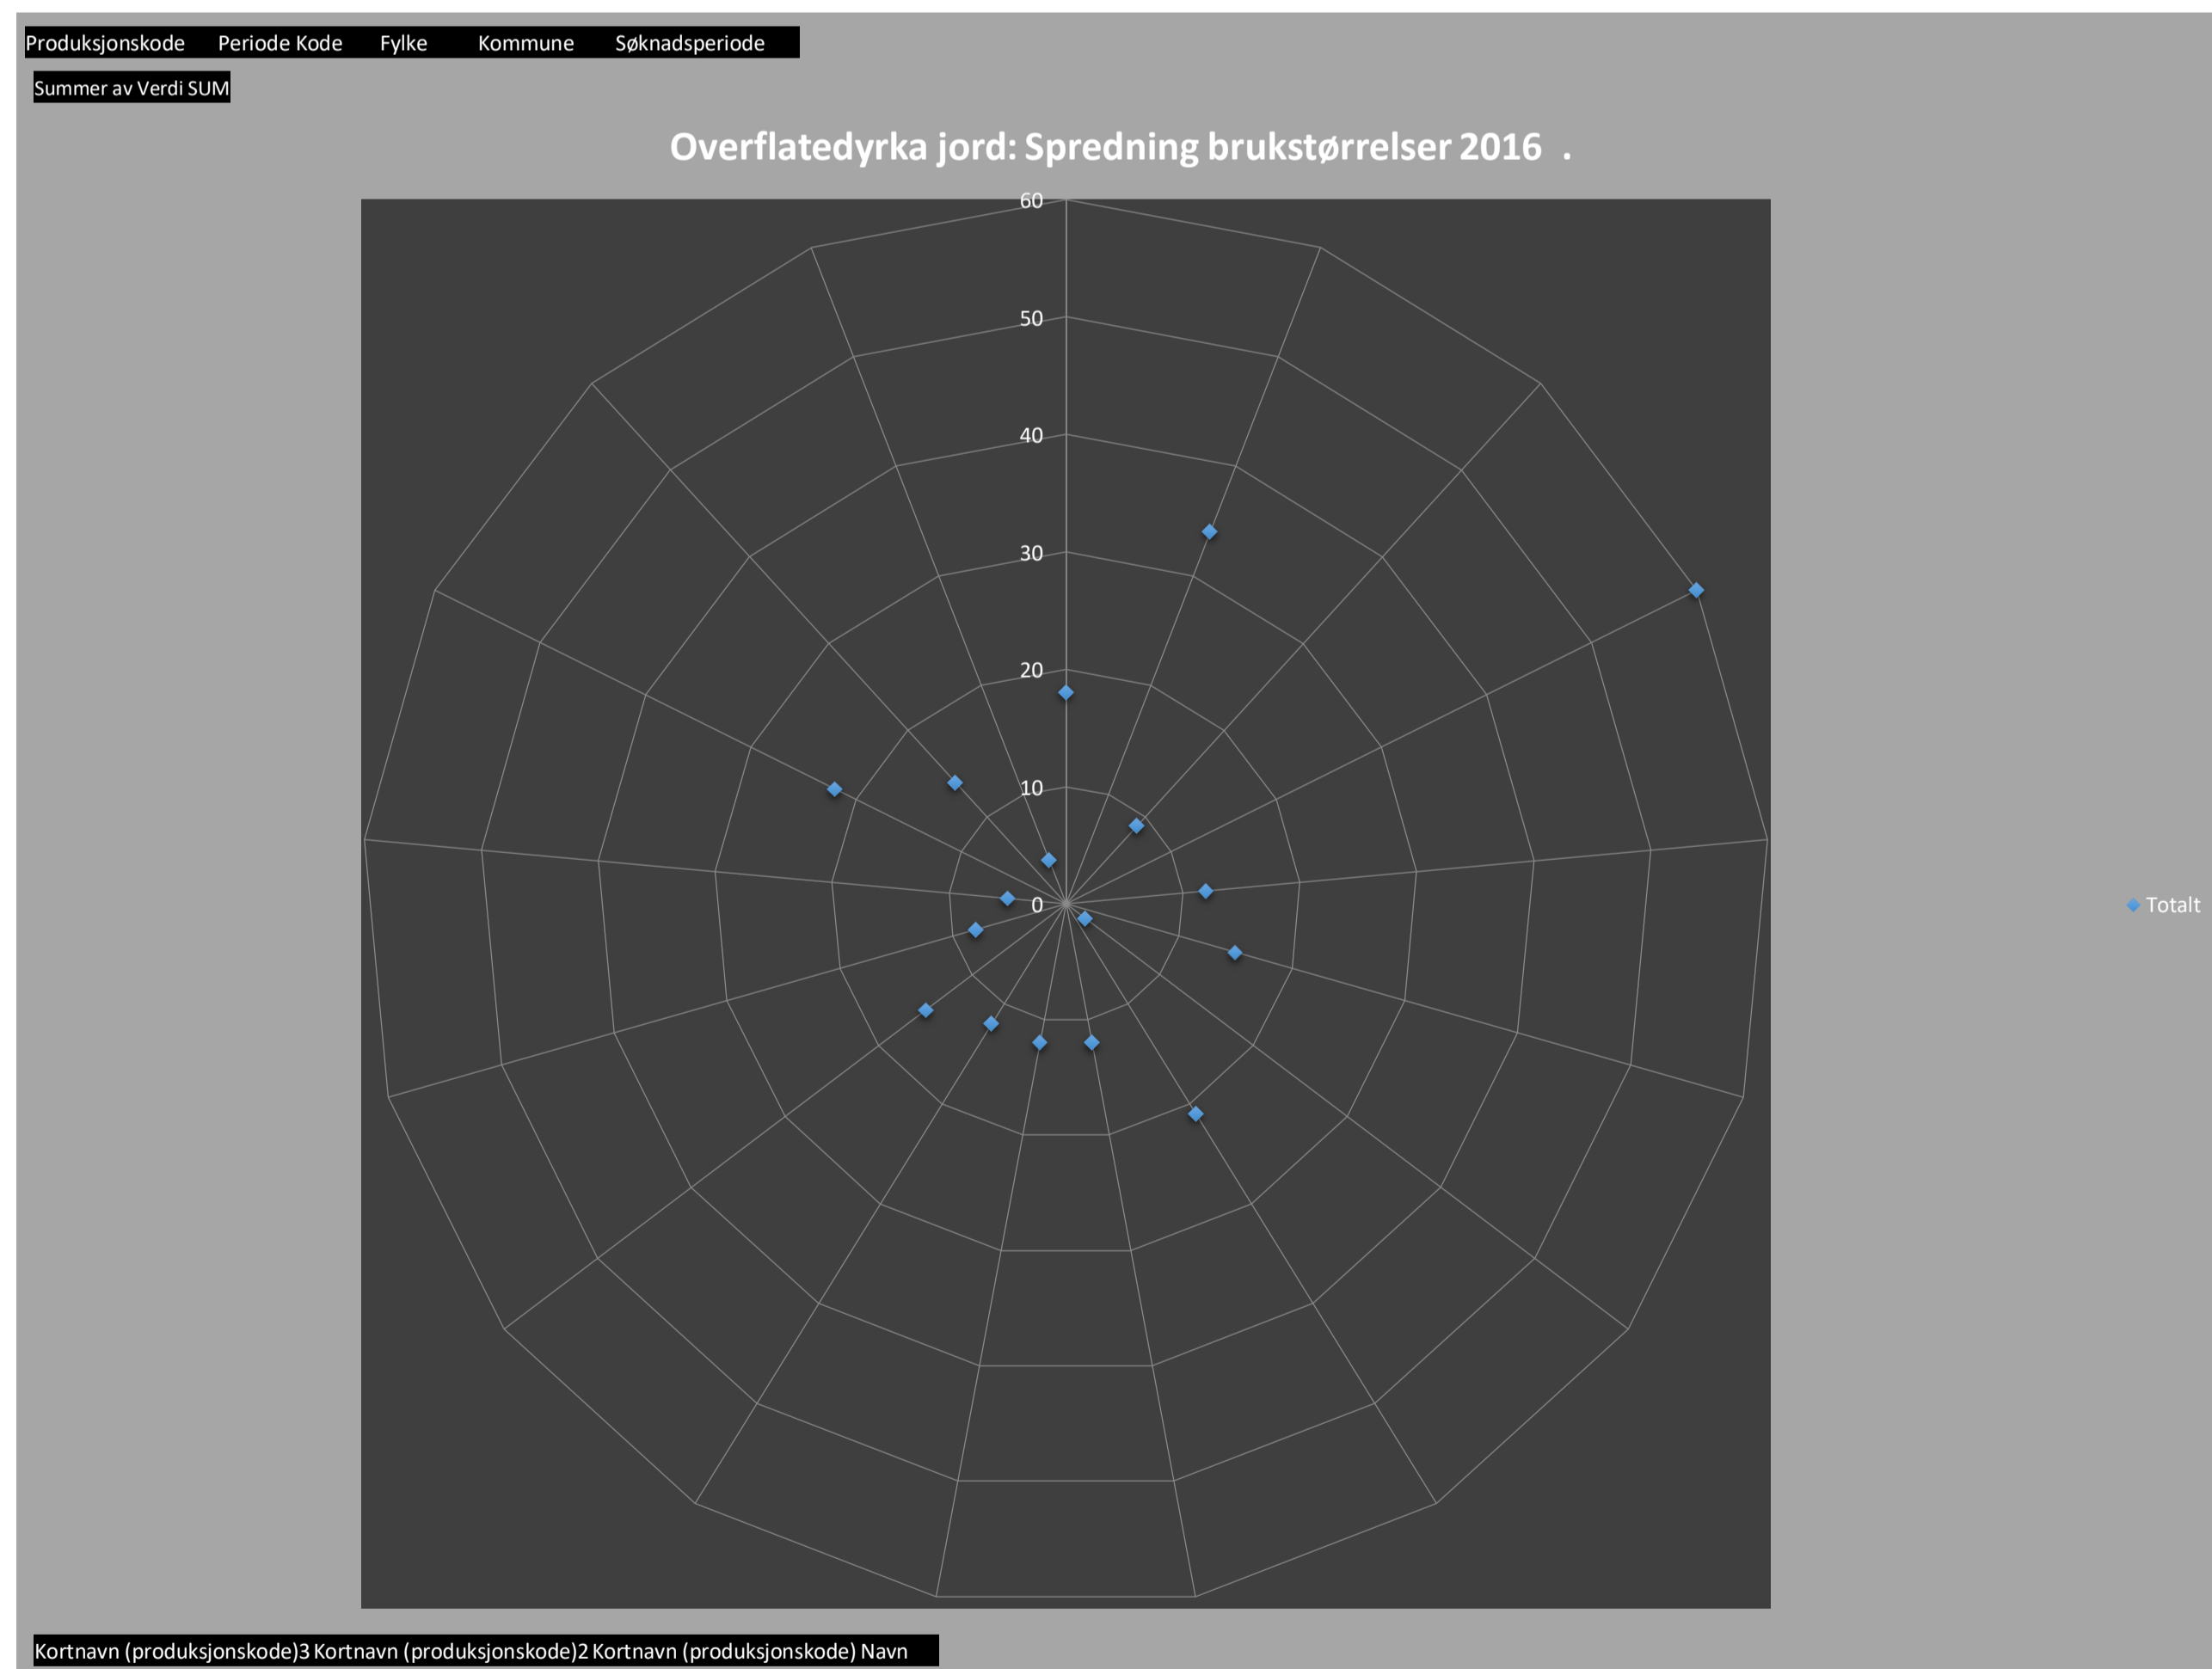 Produksjonskode Periode Kode Fylke Kommune Søknadsperiode
Summer av Verdi SUM
Overflatedyrka jord: Spredning brukstørrelser 2016 .
60
50
40
30
20
10
0
Totalt
Kortnavn (produksjonskode)3 Kortnavn (produksjonskode)2 Kortnavn (produksjonskode) Navn